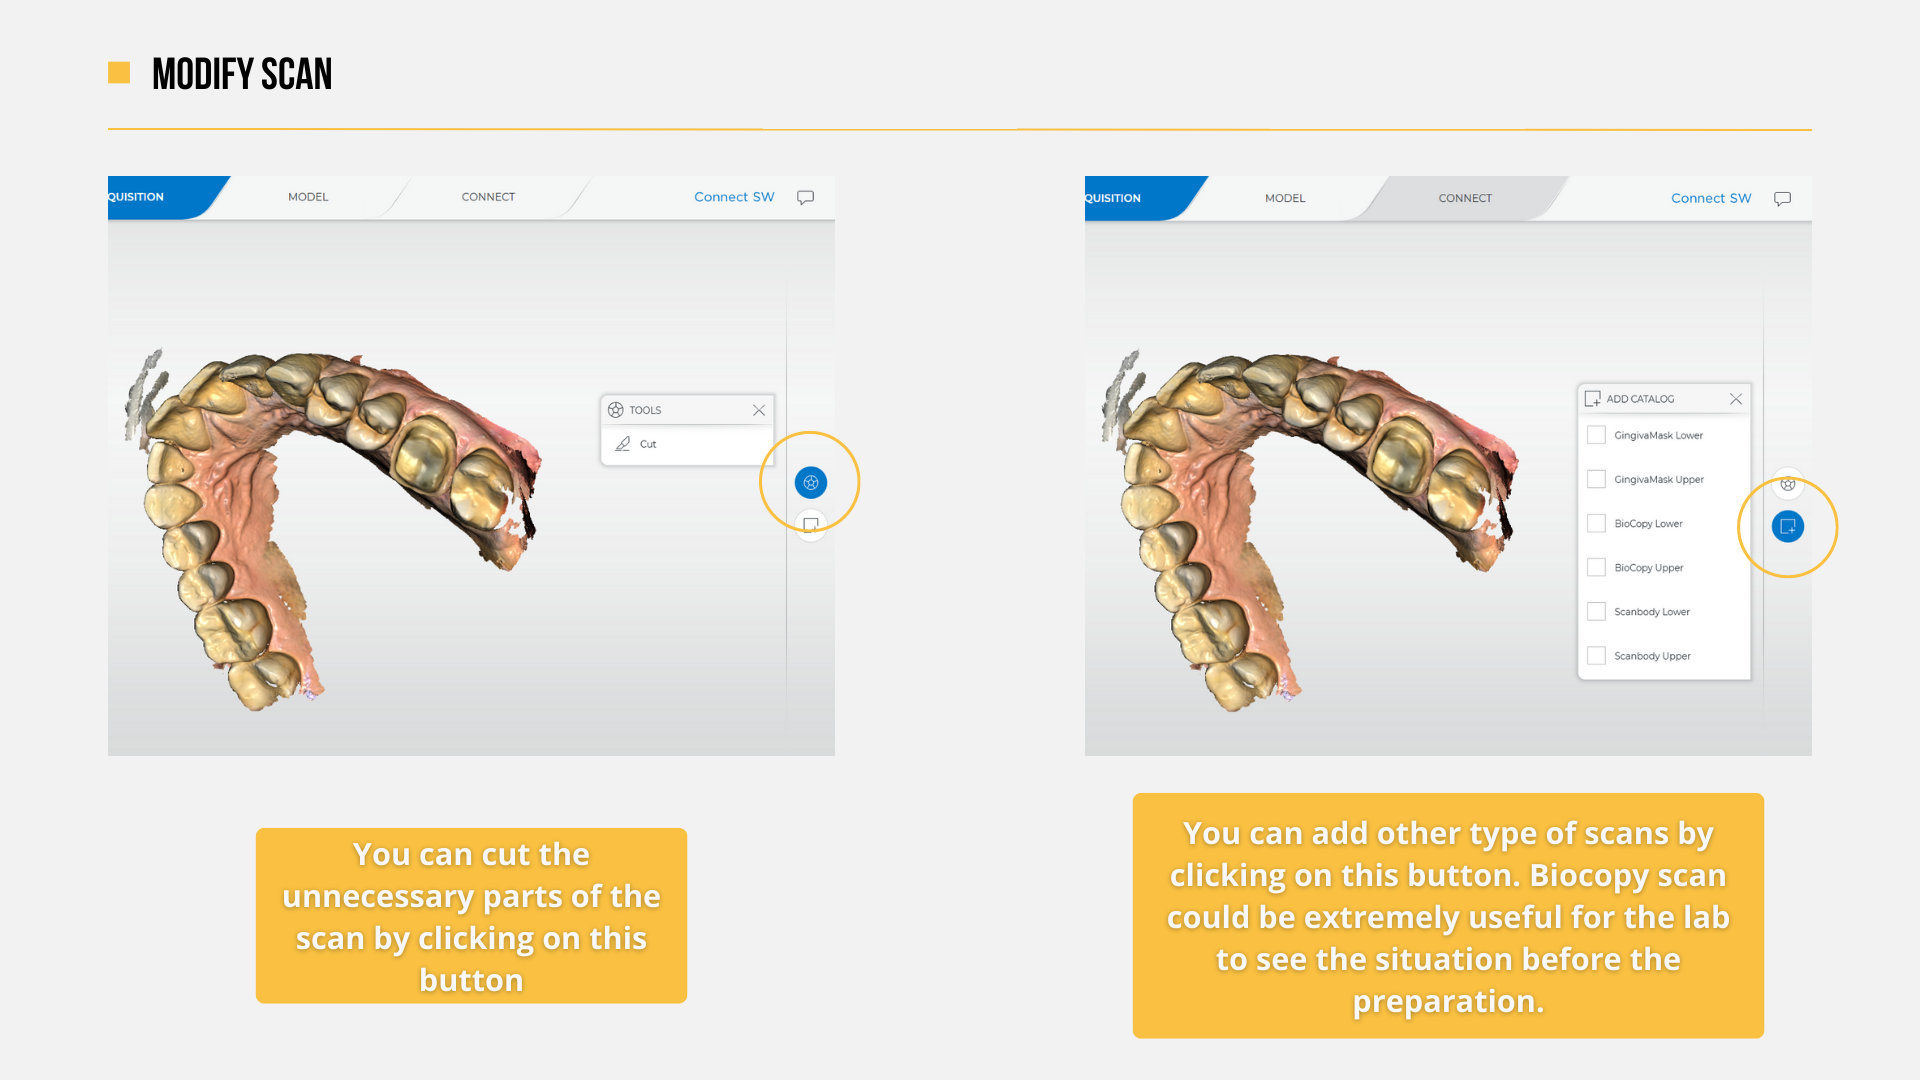 MODIFY SCAN
QUISITION
MODEL
CONNECT
Connect SW
TOOLS
Cut
You can cut the
unnecessary parts of the
scan by clicking on this
button
QUISITION
MODEL
CONNECT
Connect SW
ADD CATALOG
GingivaMask Lower
GingivaMask Upper
BioCopy Lower
BioCopy Upper
Scanbody Lower
Scanbody Upper
You can add other type of scans by
clicking on this button. Biocopy scan
could be extremely useful for the lab
to see the situation before the
preparation.